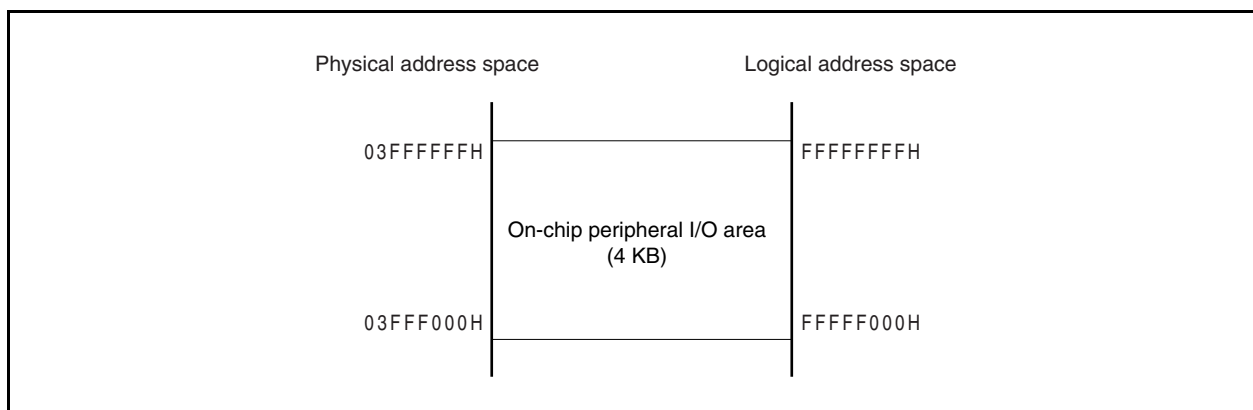 Physical address space
Logical address space
03FFFFFFH
FFFFFFFFH
On-chip peripheral I/O area
(4 KB)
03FFF000H
FFFFF000H